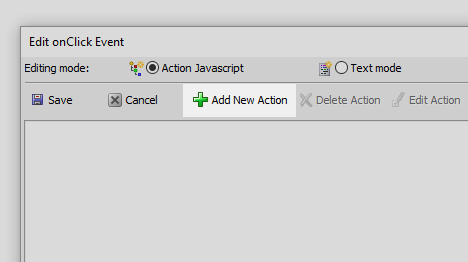 Edit onClick Event
Editing mode: Action Javascript Text mode
Save Cancel Add New Action Delete Action Edit Action